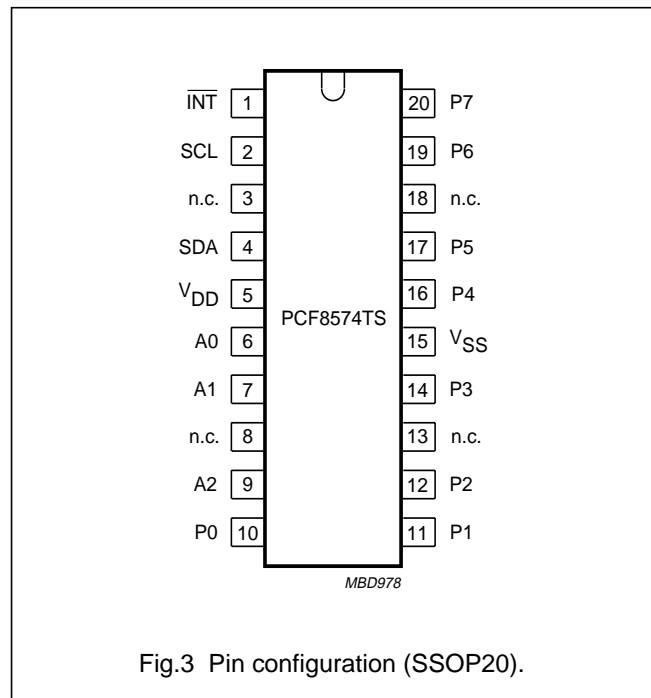 INT 1 20 P7
SCL 2 19 P6
n.c. 3 18 n.c.
SDA 4 17 P5
VDD 5 16 P4
PCF8574TS
A0 6 15 VSS
A1 7 14 P3
n.c. 8 13 n.c.
A2 9 12 P2
P0 10 11 P1
MBD978
Fig.3 Pin configuration (SSOP20).